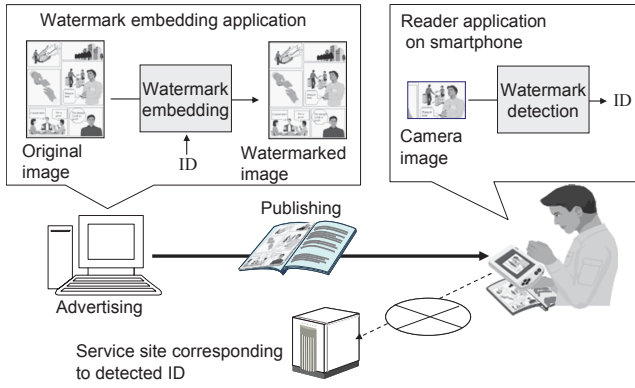 Watermark embedding application
Watermark
embedding
Original
image
ID
Watermarked
image
Reader application
on smartphone
Watermark
detection
ID
Camera
image
Publishing
Advertising
Service site corresponding
to detected ID